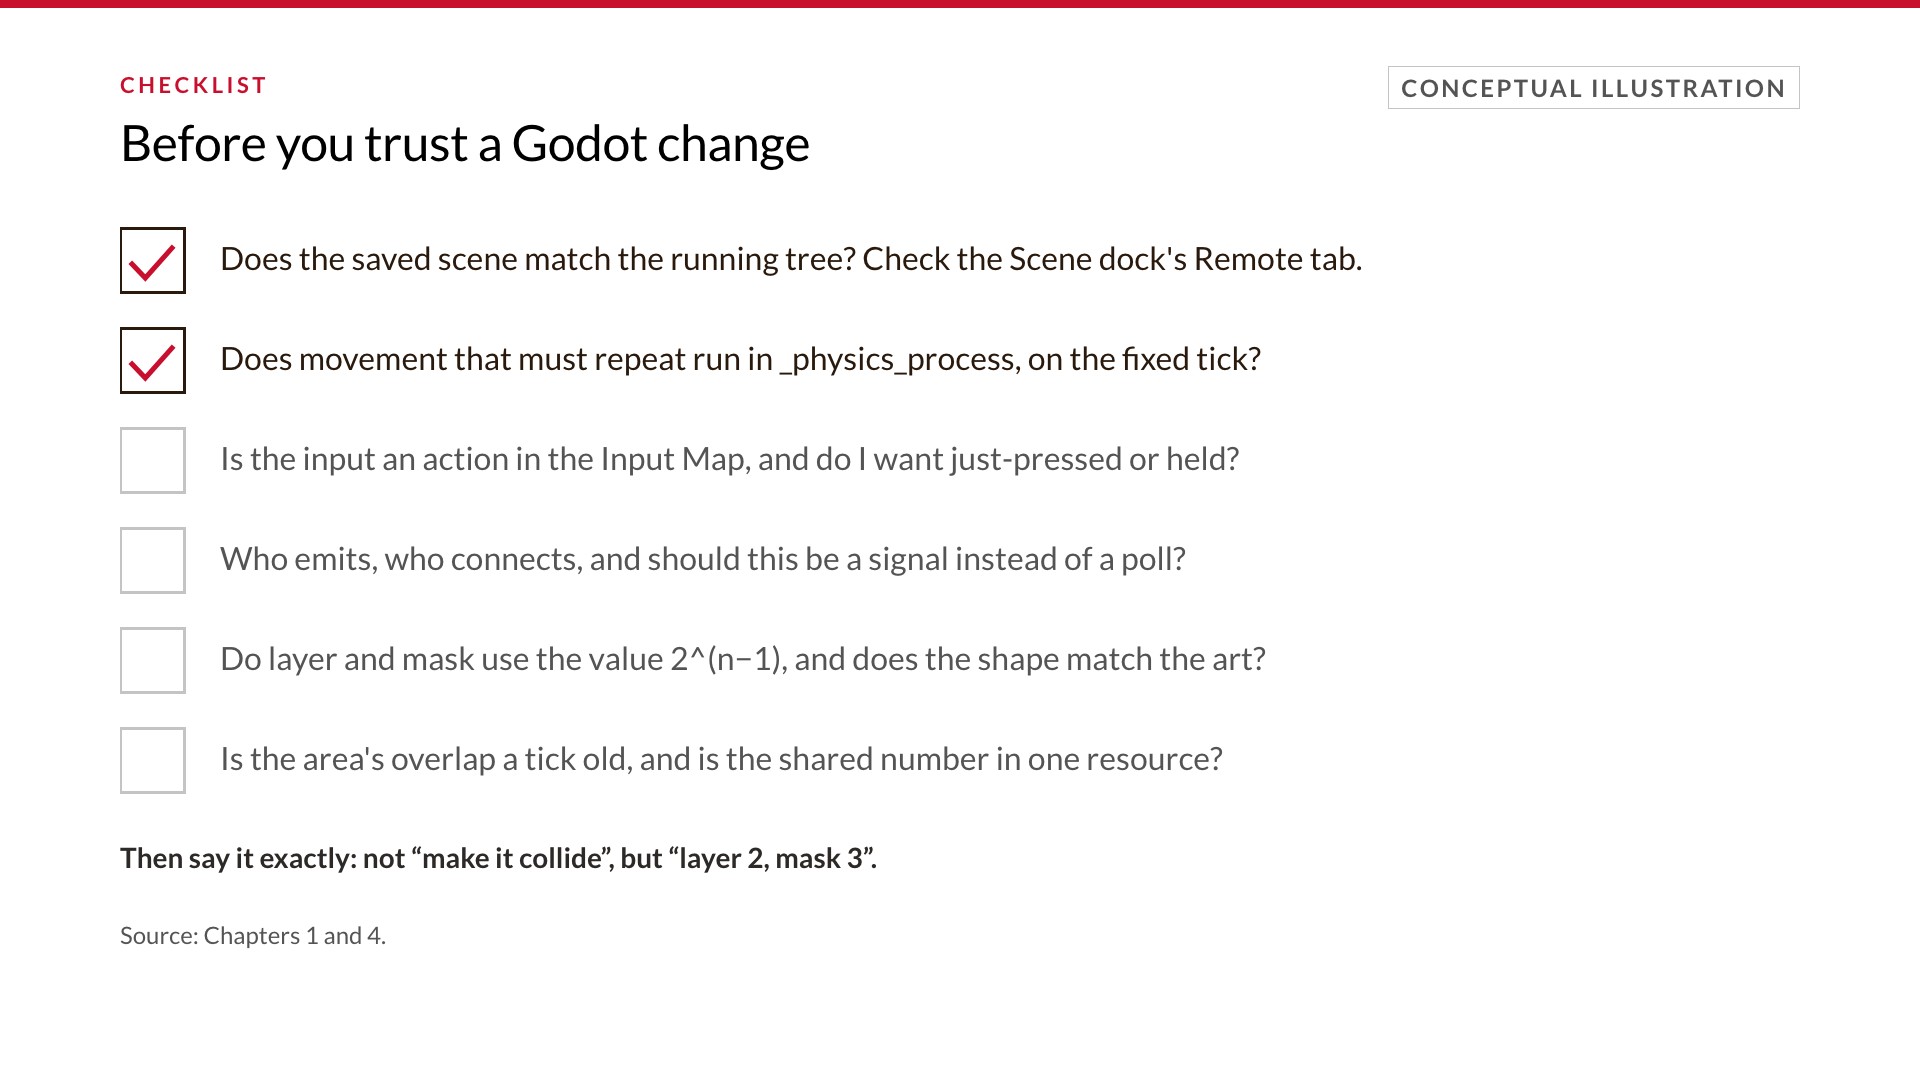 CHECKLIST
CONCEPTUAL ILLUSTRATION
Before you trust a Godot change
Does the saved scene match the running tree? Check the Scene dock's Remote tab.
Does movement that must repeat run in _physics_process, on the fixed tick?
Is the input an action in the Input Map, and do I want just-pressed or held?
Who emits, who connects, and should this be a signal instead of a poll?
Do layer and mask use the value 2^(n−1), and does the shape match the art?
Is the area's overlap a tick old, and is the shared number in one resource?
Then say it exactly: not “make it collide”, but “layer 2, mask 3”.
Source: Chapters 1 and 4.